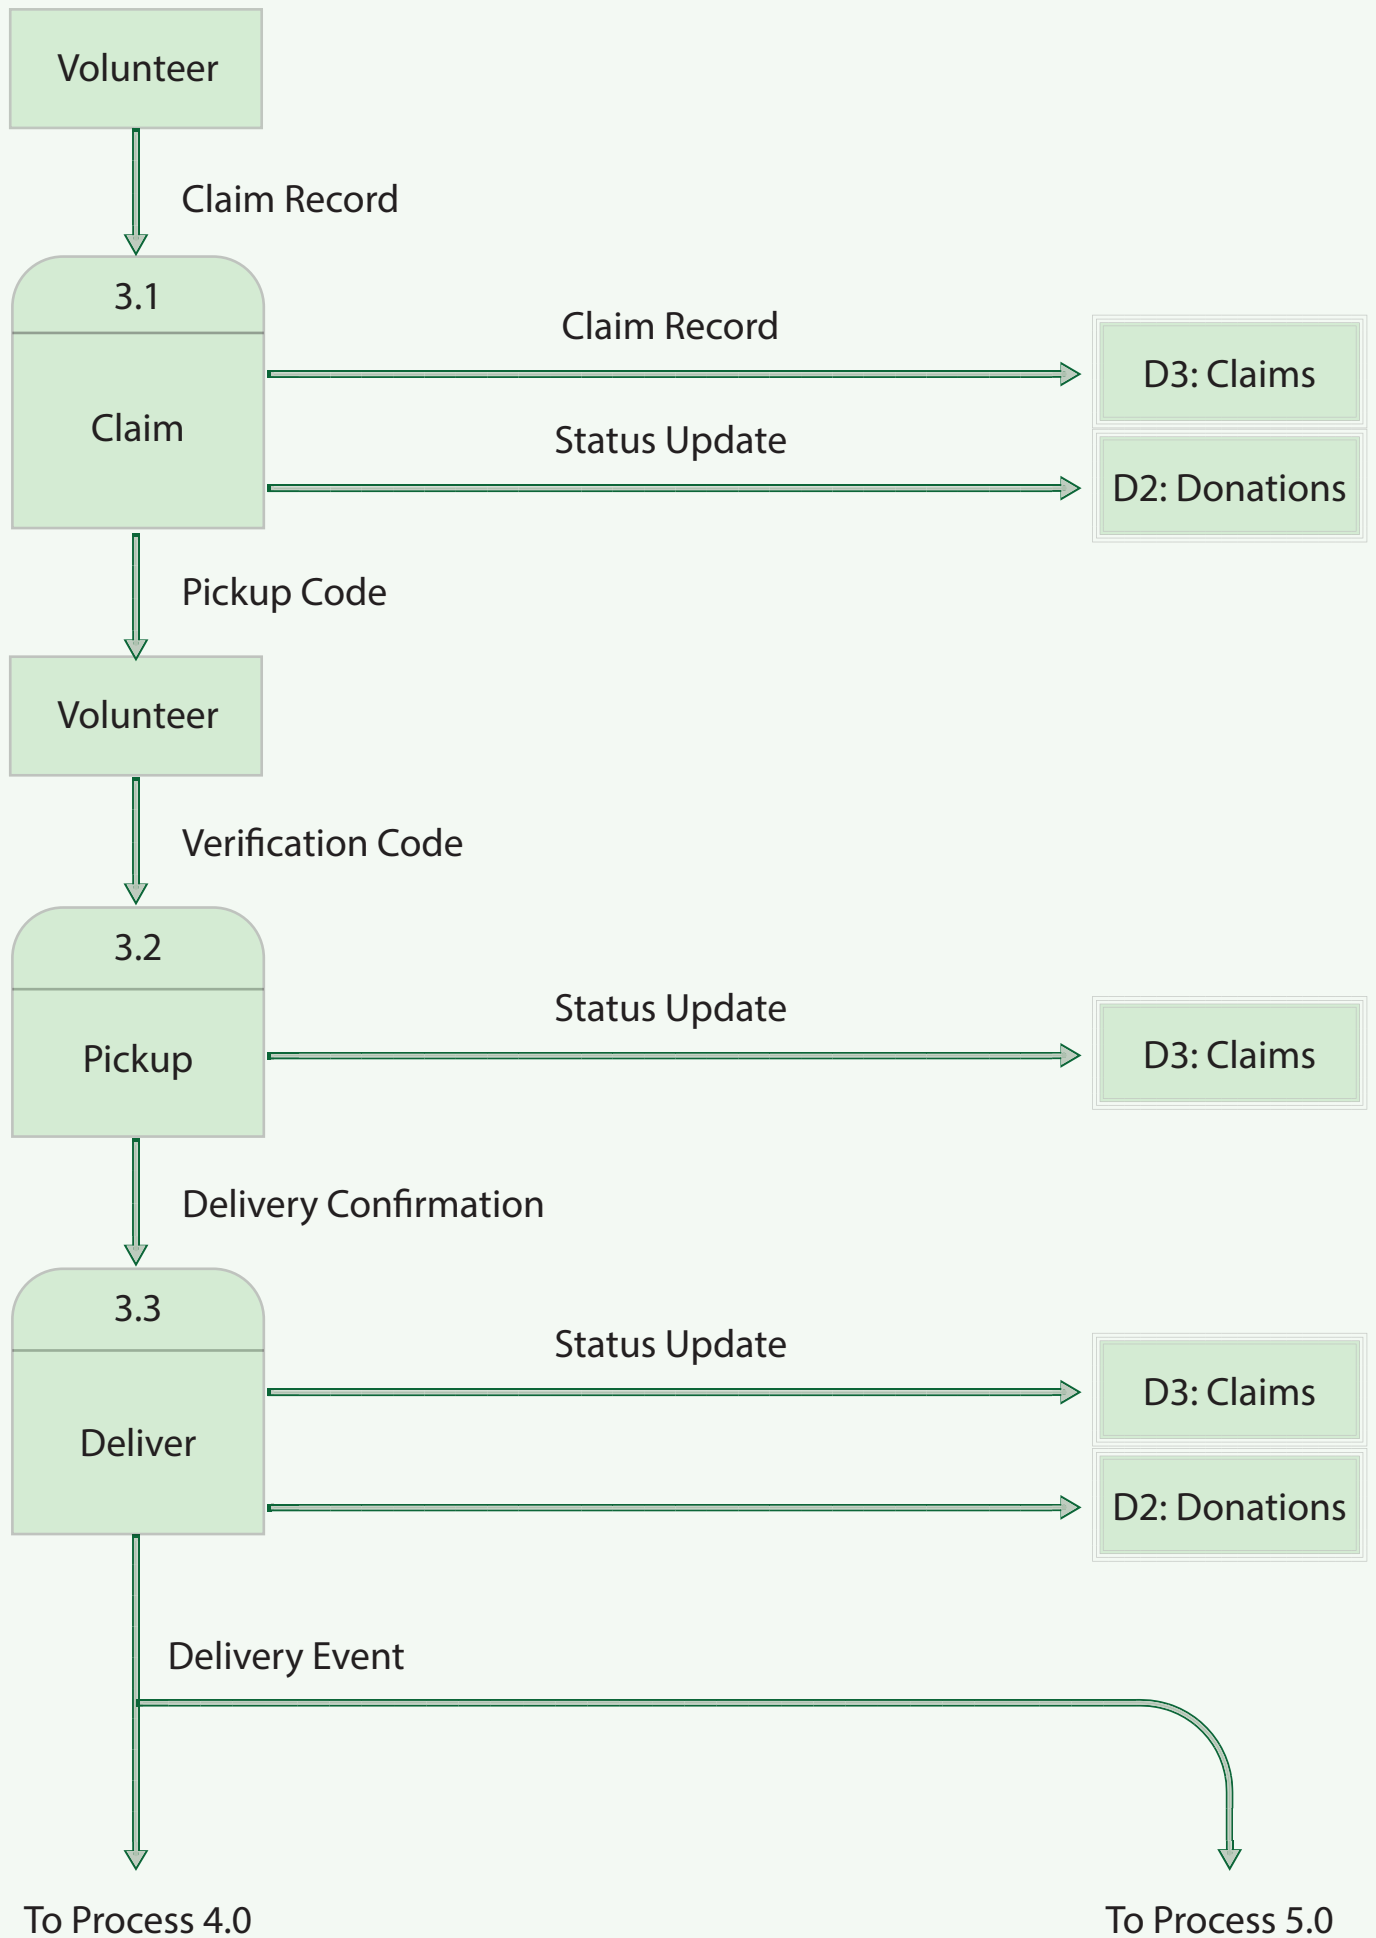 Volunteer
Claim Record
3.1
Claim
Claim Record
D3: Claims
Status Update
D2: Donations
Pickup Code
Volunteer
Verification Code
3.2
Pickup
Status Update
D3: Claims
Delivery Confirmation
3.3
Deliver
Status Update
D3: Claims
D2: Donations
Delivery Event
To Process 4.0
To Process 5.0